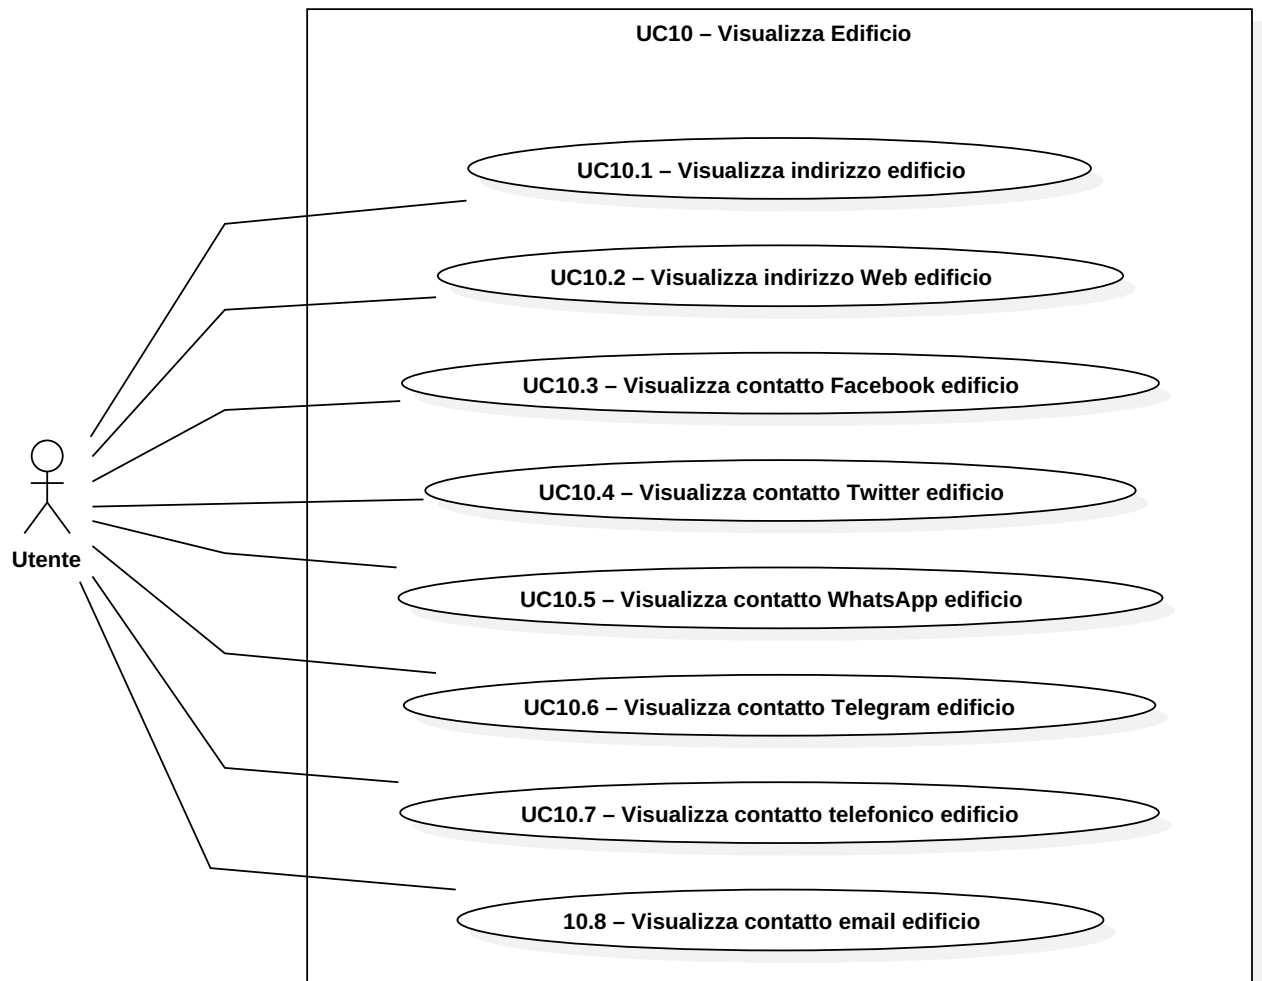 UC10 – Visualizza Edificio
UC10.1 – Visualizza indirizzo edificio
UC10.2 – Visualizza indirizzo Web edificio
UC10.3 – Visualizza contatto Facebook edificio
UC10.4 – Visualizza contatto Twitter edificio
Utente
UC10.5 – Visualizza contatto WhatsApp edificio
UC10.6 – Visualizza contatto Telegram edificio
UC10.7 – Visualizza contatto telefonico edificio
10.8 – Visualizza contatto email edificio